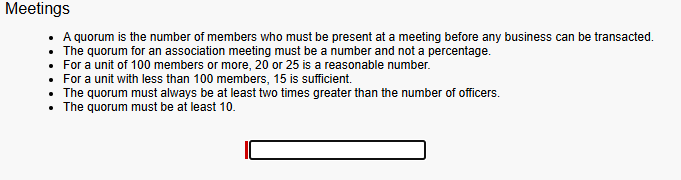 Meetings
• A quorum is the number of members who must be present at a meeting before any business can be transacted.
• The quorum for an association meeting must be a number and not a percentage.
• For a unit of 100 members or more, 20 or 25 is a reasonable number.
• For a unit with less than 100 members, 15 is sufficient.
• The quorum must always be at least two times greater than the number of officers.
• The quorum must be at least 10.